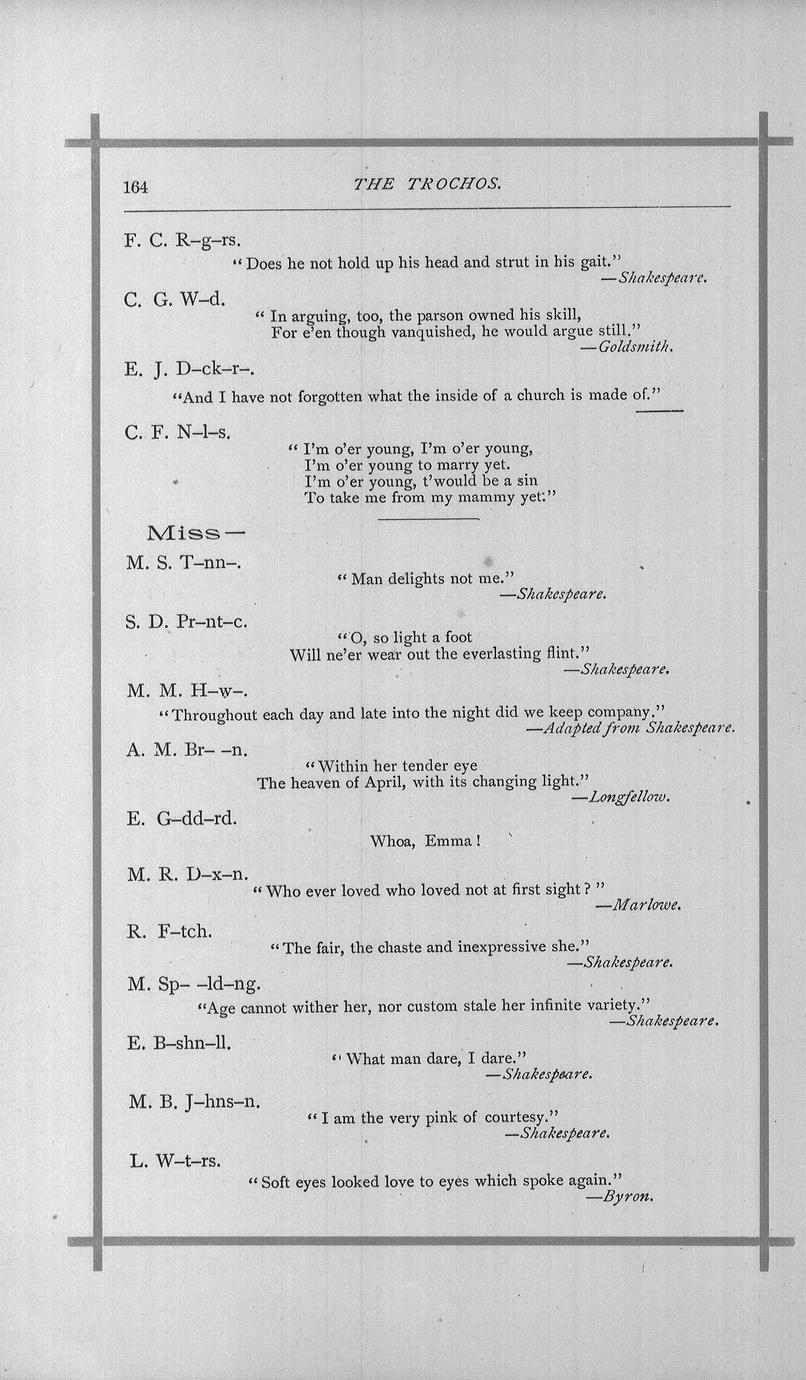 164
THE TROCHOS.
F. C. R–g–rs.
“Does he not hold up his head and strut in his gait.”
—Shakespeare.
C. G. W–d.
“In arguing, too, the parson owned his skill,
For e’en though vanquished, he would argue still.”
—Goldsmith.
E. J. D–ck–r–.
“And I have not forgotten what the inside of a church is made of.”
C. F. N–l–s.
“I’m o’er young, I’m o’er young,
I’m o’er young to marry yet.
I’m o’er young, t’would be a sin
To take me from my mammy yet.”
Miss—
M. S. T–nn–.
“Man delights not me.”
—Shakespeare.
S. D. Pr–nt–c.
“O, so light a foot
Will ne’er wear out the everlasting flint.”
—Shakespeare.
M. M. H–w–.
“Throughout each day and late into the night did we keep company.”
—Adapted from Shakespeare.
A. M. Br– –n.
“Within her tender eye
The heaven of April, with its changing light.”
—Longfellow.
E. G–dd–rd.
Whoa, Emma!
M. R. D–x–n.
“Who ever loved who loved not at first sight?”
—Marlowe.
R. F–tch.
“The fair, the chaste and inexpressive she.”
—Shakespeare.
M. Sp– –ld–ng.
“Age cannot wither her, nor custom stale her infinite variety.”
—Shakespeare.
E. B–shn–ll.
“What man dare, I dare.”
—Shakespeare.
M. B. J–hns–n.
“I am the very pink of courtesy.”
—Shakespeare.
L. W–t–rs.
“Soft eyes looked love to eyes which spoke again.”
—Byron.